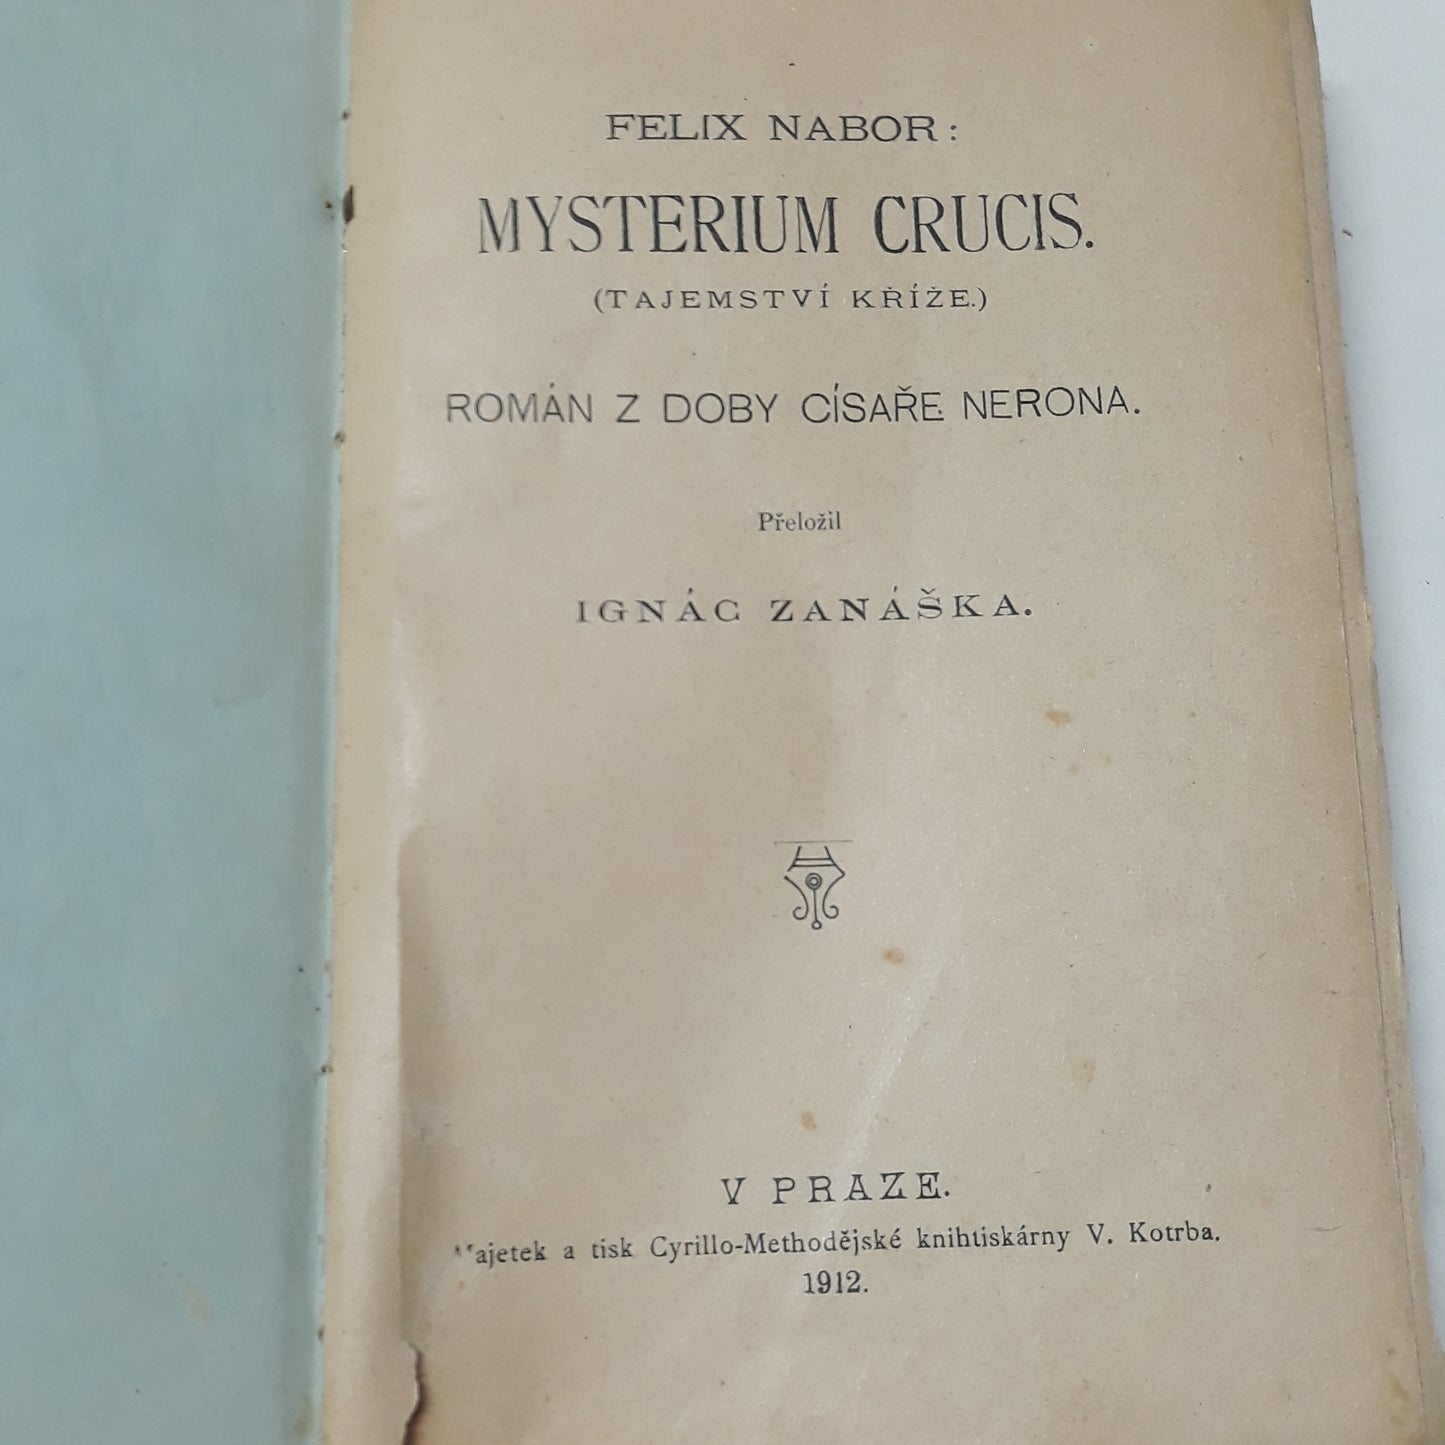 FELIX NABOR:
MYSTERIUM CRUCIS.
(TAJEMSTVÍ KŘÍŽE.)
ROMÁN Z DOBY CÍSAŘE NERONA.
Přeložil
IGNÁC ZANÁŠKA.
V PRAZE.
Majetek a tisk Cyrillo-Methodějské knihtiskárny V. Kotrba.
1912.